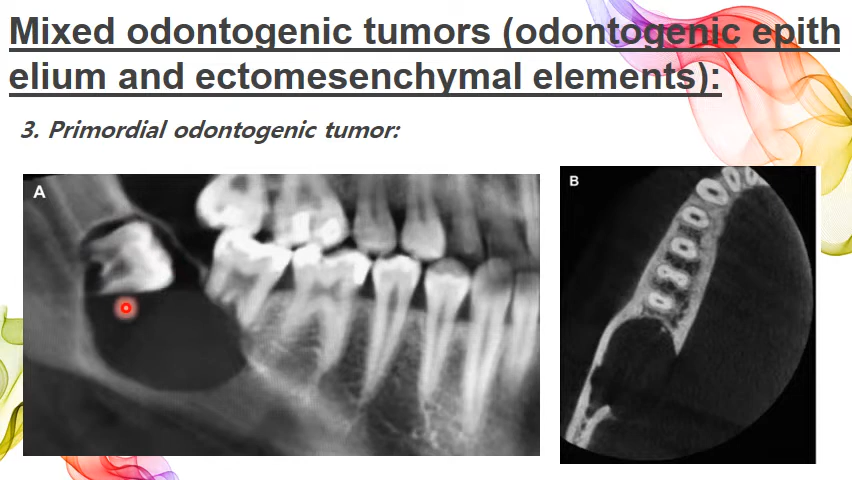 Mixed odontogenic tumors (odontogenic epith
elium and ectomesenchymal elements):
3. Primordial odontogenic tumor:
A
B